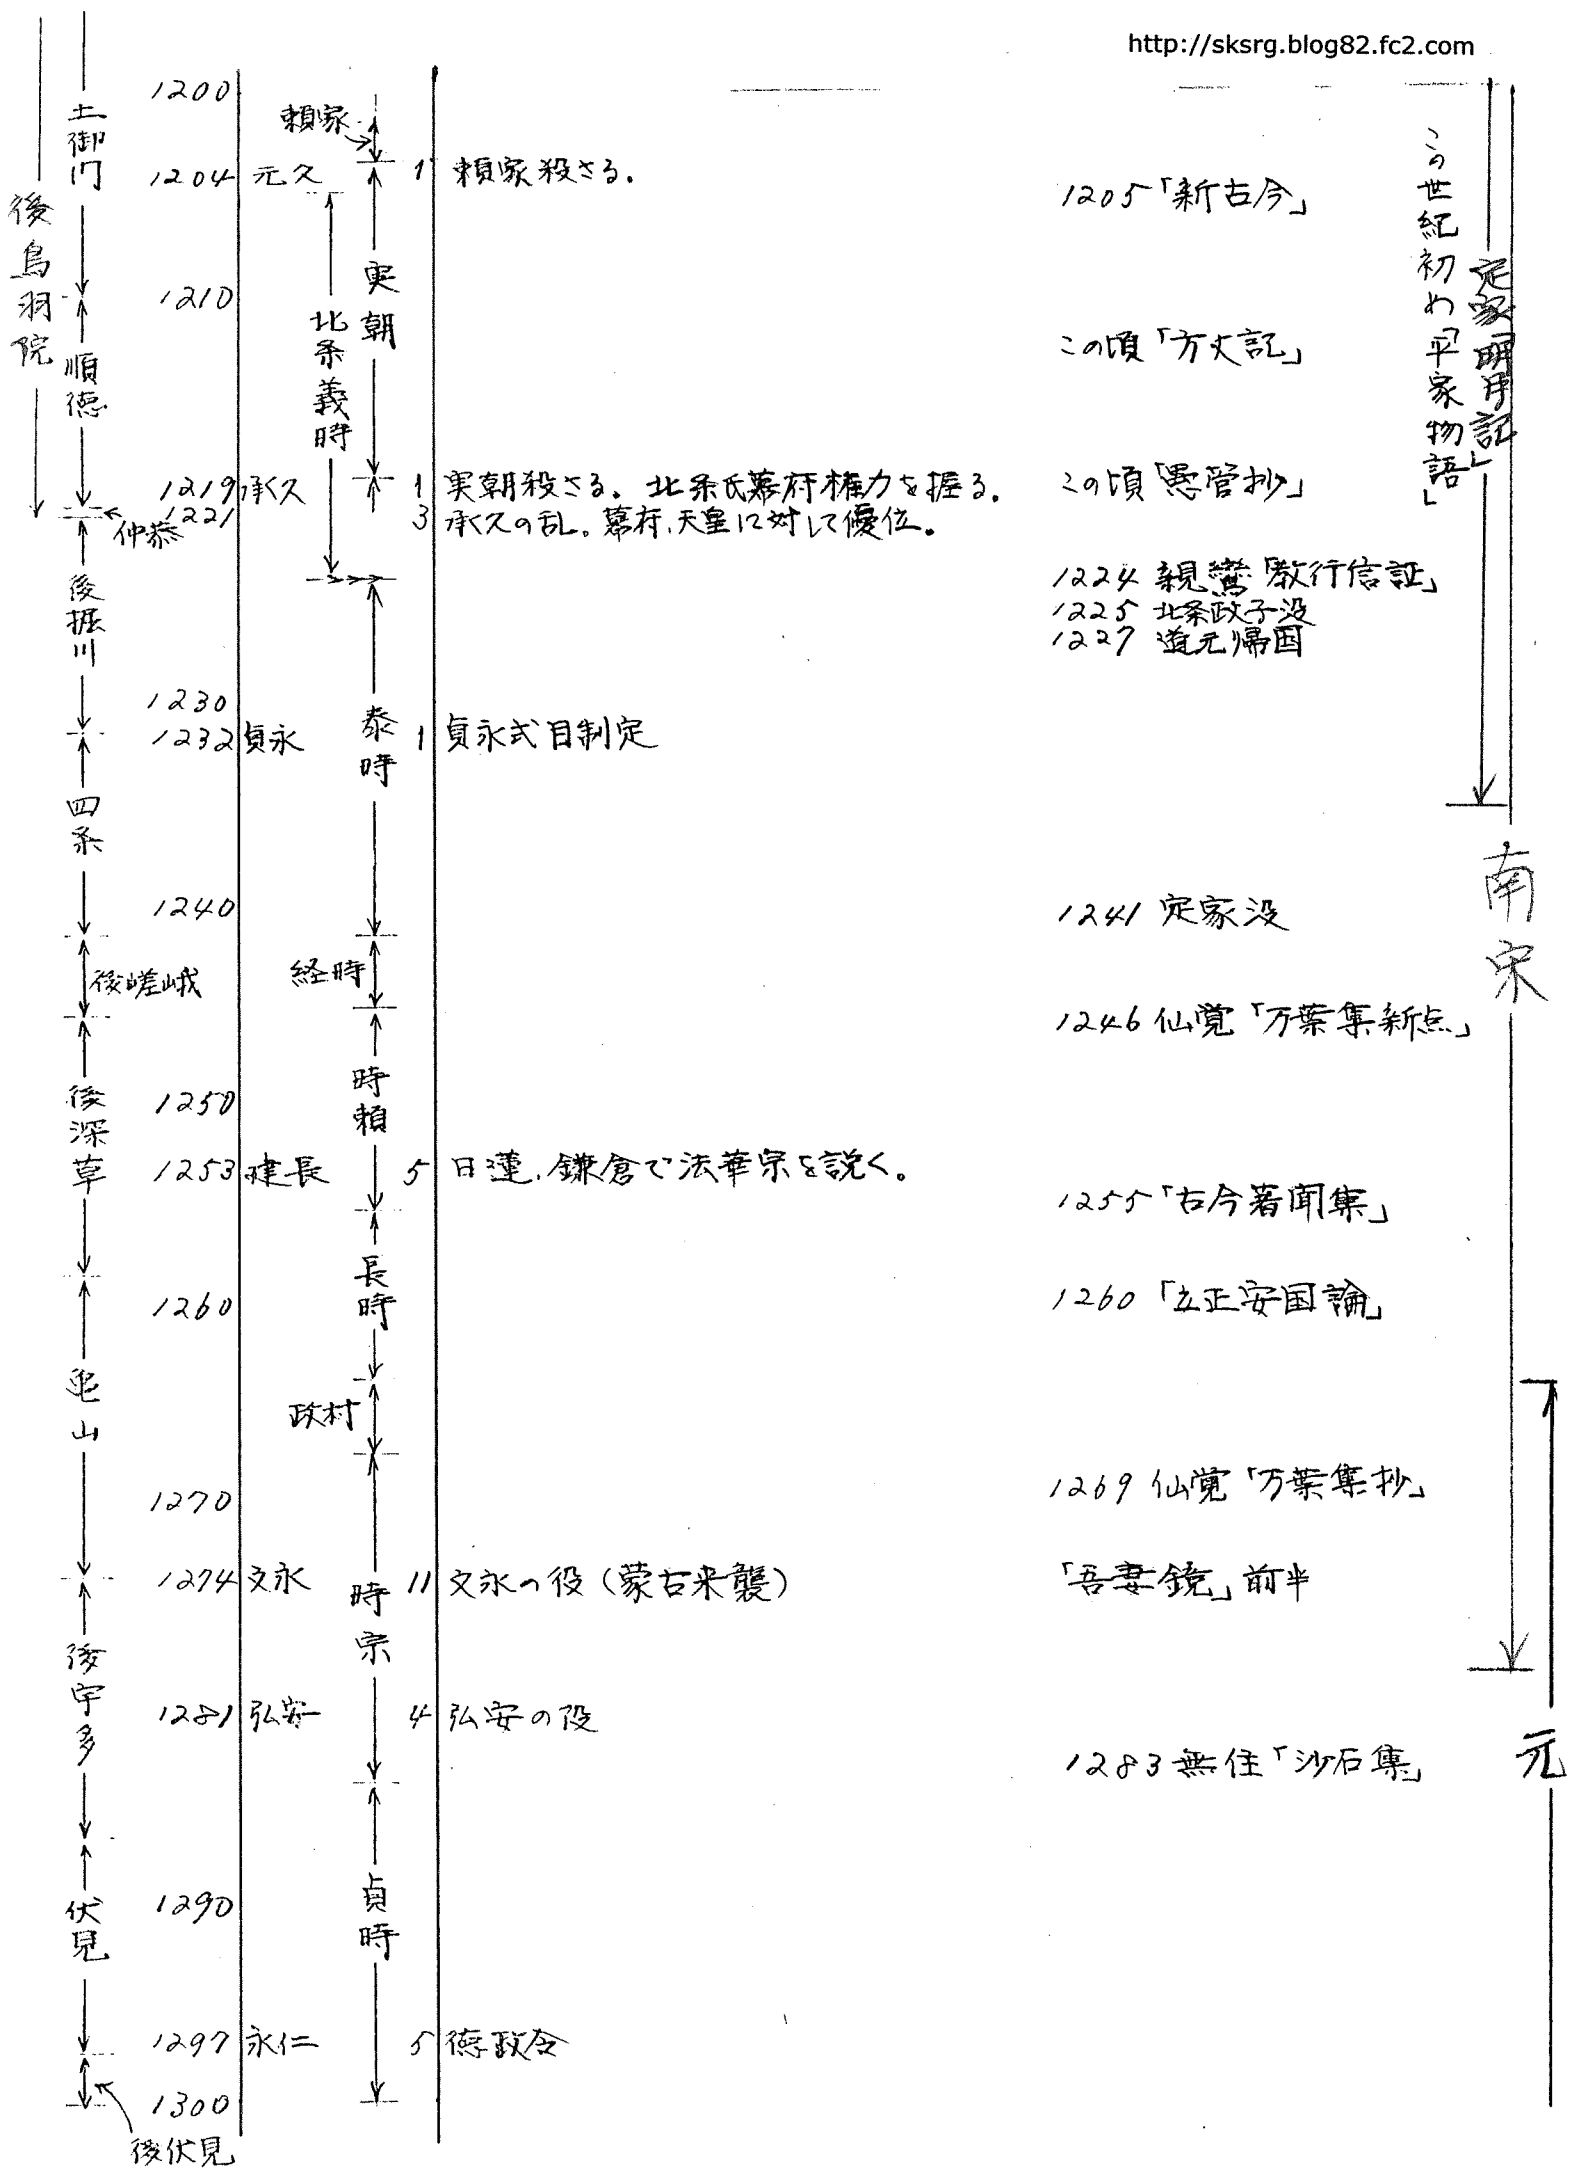 http://sksrg.blog82.fc2.com
後鳥羽院
土御門
順徳
仲恭
後掘川
四条
後嵯峨
後深草
亀山
後宇多
伏見
後伏見
頼家
実朝
北条義時
泰時
経時
時頼
長時
政村
時宗
貞時
1200
1204 元久 1 頼家殺さる。
1205「新古今」
1210
この頃「方丈記」
1219 承久 1 実朝殺さる。北条氏幕府権力を握る。
この頃「愚管抄」
1221 3 承久の乱。幕府、天皇に対して優位。
1224 親鸞「教行信証」
1225 北条政子没
1227 道元帰国
1230
1232 貞永 1 貞永式目制定
1240
1241 定家没
1246 仙覚「万葉集新点」
1250
1253 建長 5 日蓮、鎌倉で法華宗を説く。
1255「古今著聞集」
1260
1260「立正安国論」
1269 仙覚「万葉集抄」
1270
1274 文永 11 文永の役(蒙古来襲)
「吾妻鏡」前半
1281 弘安 4 弘安の役
1283 無住「沙石集」
1290
1297 永仁 5 徳政令
1300
この世紀初め「平家物語」
定家「明月記」
南宋
元